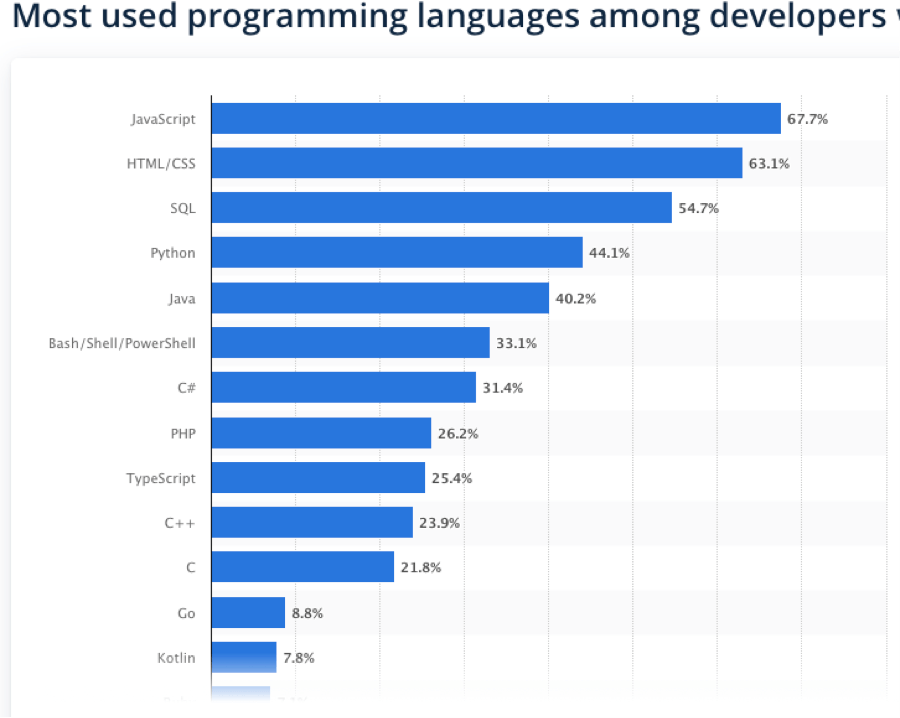 Most used programming languages among developers
JavaScript 67.7%
HTML/CSS 63.1%
SQL 54.7%
Python 44.1%
Java 40.2%
Bash/Shell/PowerShell 33.1%
C# 31.4%
PHP 26.2%
TypeScript 25.4%
C++ 23.9%
C 21.8%
Go 8.8%
Kotlin 7.8%